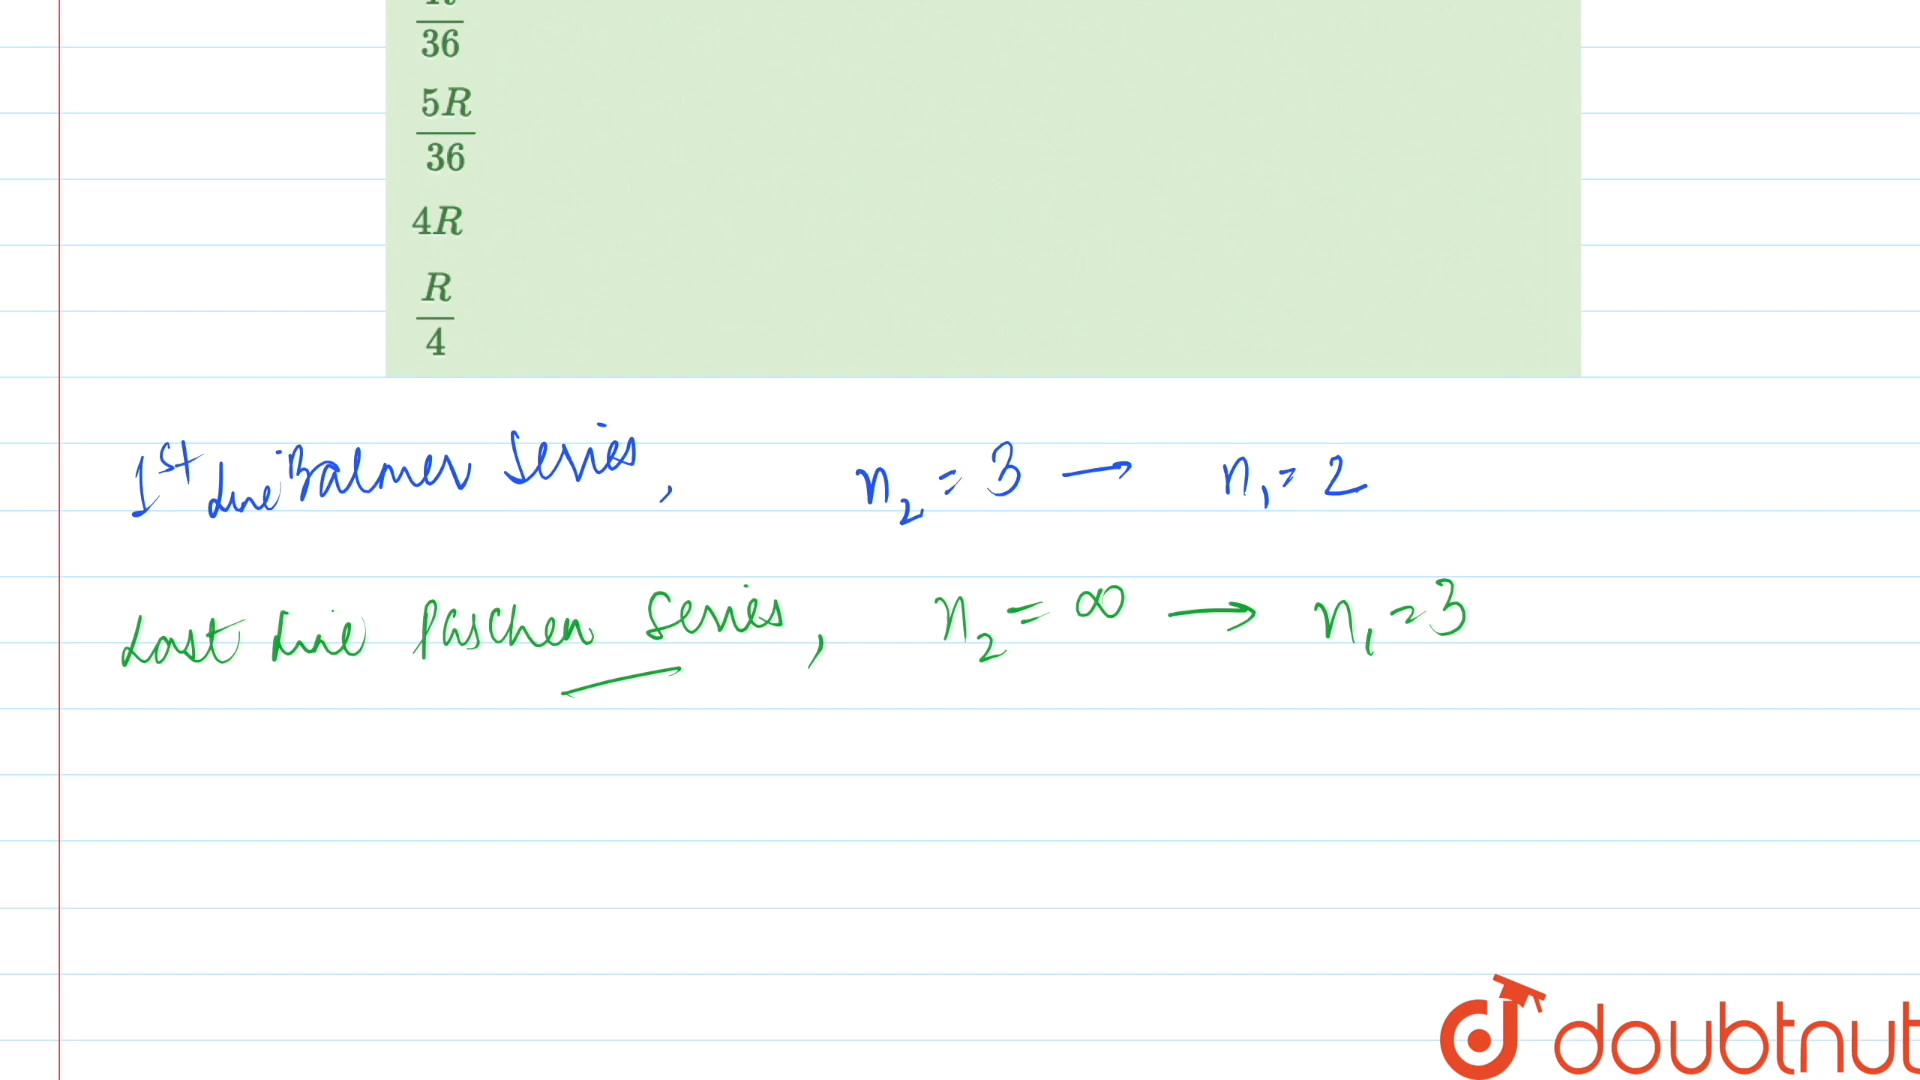 R
36
5R
36
4R
R
4
1st line Balmer Series, n2 = 3 → n1 = 2
Last line Paschen Series, n2 = ∞ → n1 = 3
doubtnut